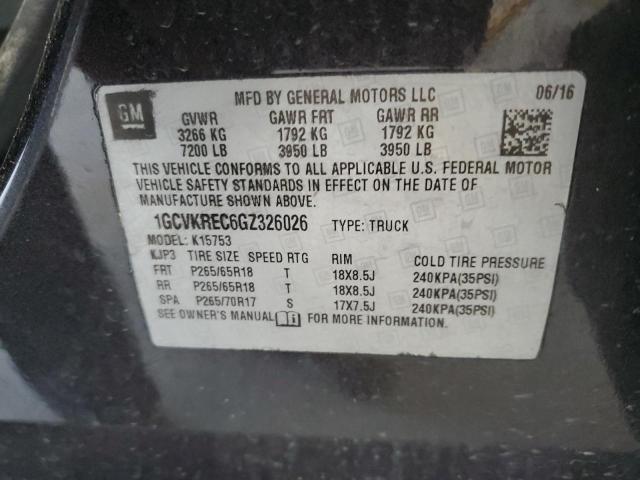 GM
MFD BY GENERAL MOTORS LLC 06/16
GVWR GAWR FRT GAWR RR
3266 KG 1792 KG 1792 KG
7200 LB 3950 LB 3950 LB
THIS VEHICLE CONFORMS TO ALL APPLICABLE U.S. FEDERAL MOTOR
VEHICLE SAFETY STANDARDS IN EFFECT ON THE DATE OF
MANUFACTURE SHOWN ABOVE.
1GCVKREC6GZ326026 TYPE: TRUCK
MODEL: K15753
KJP3 TIRE SIZE SPEED RTG RIM COLD TIRE PRESSURE
FRT P265/65R18 T 18X8.5J 240KPA(35PSI)
RR P265/65R18 T 18X8.5J 240KPA(35PSI)
SPA P265/70R17 S 17X7.5J 240KPA(35PSI)
SEE OWNER'S MANUAL FOR MORE INFORMATION.